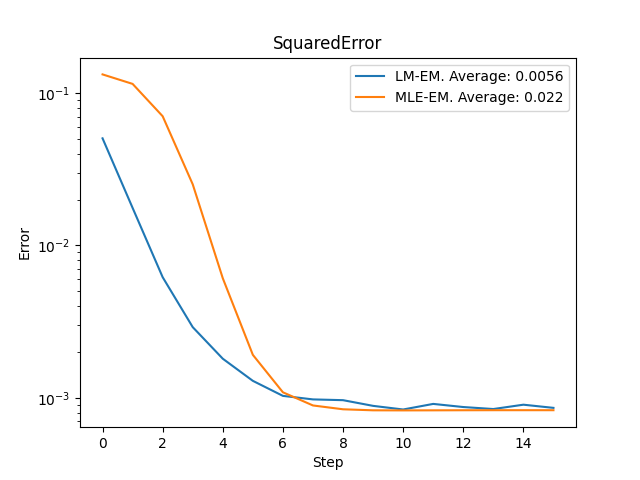 SquaredError
LM-EM. Average: 0.0056
MLE-EM. Average: 0.022
10⁻¹
10⁻²
10⁻³
Error
0 2 4 6 8 10 12 14
Step